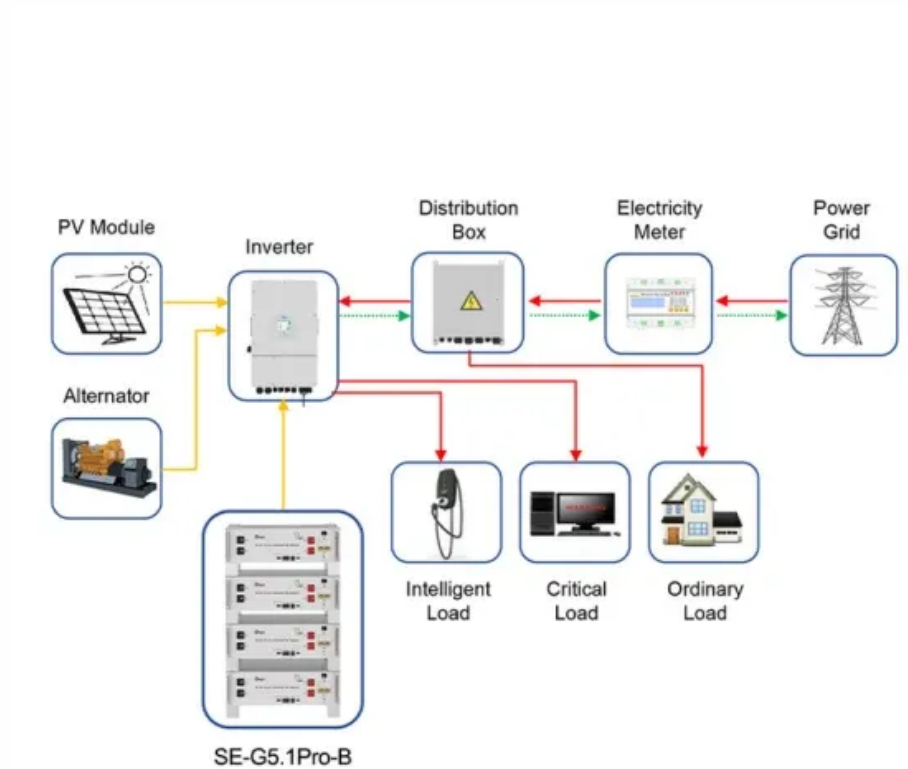 PV Module
Inverter
Distribution
Box
Electricity
Meter
Power
Grid
Alternator
Intelligent
Load
Critical
Load
Ordinary
Load
SE-G5.1Pro-B